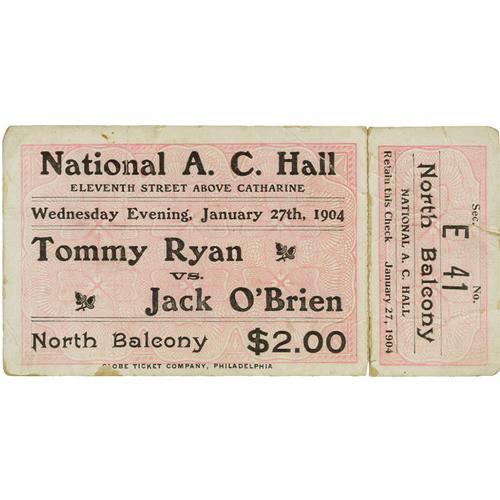 National A. C. Hall
ELEVENTH STREET ABOVE CATHARINE
Wednesday Evening, January 27th, 1904
Tommy Ryan
VS.
Jack O'Brien
North Balcony $2.00
GLOBE TICKET COMPANY, PHILADELPHIA
Sec. E 41 No.
North Balcony
NATIONAL A. C. HALL
Retain this Check January 27, 1904